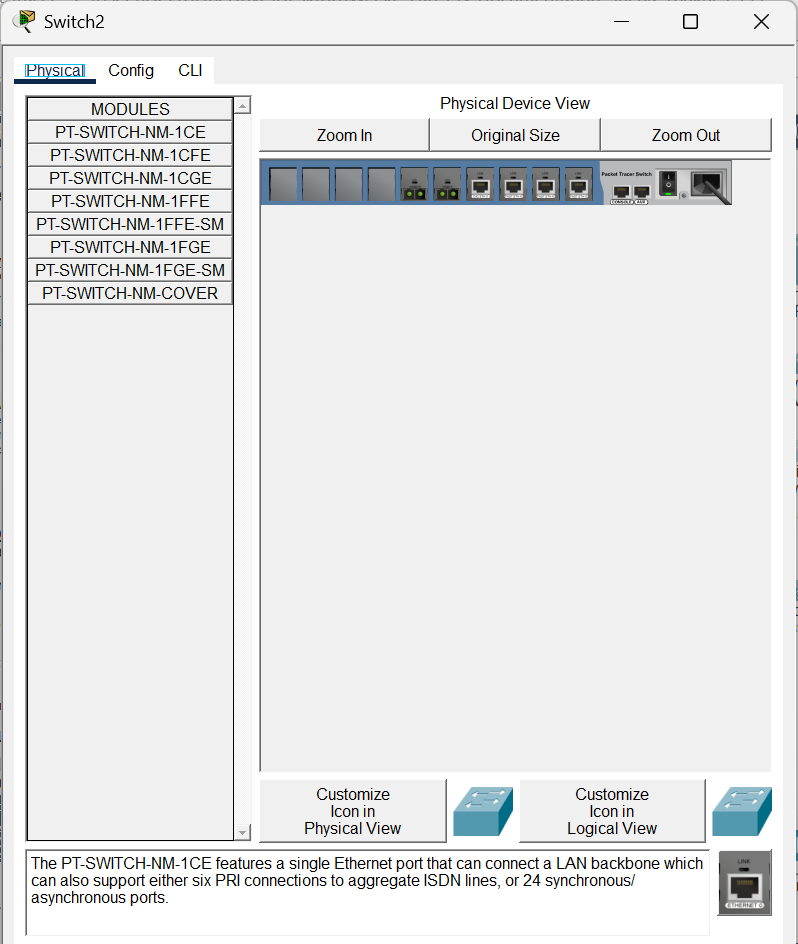 Switch2
Physical
Config
CLI
MODULES
PT-SWITCH-NM-1CE
PT-SWITCH-NM-1CFE
PT-SWITCH-NM-1CGE
PT-SWITCH-NM-1FFE
PT-SWITCH-NM-1FFE-SM
PT-SWITCH-NM-1FGE
PT-SWITCH-NM-1FGE-SM
PT-SWITCH-NM-COVER
Physical Device View
Zoom In
Original Size
Zoom Out
Packet Tracer Switch
CONSOLE
AUX
Customize
Icon in
Physical View
Customize
Icon in
Logical View
The PT-SWITCH-NM-1CE features a single Ethernet port that can connect a LAN backbone which
can also support either six PRI connections to aggregate ISDN lines, or 24 synchronous/
asynchronous ports.
LINK
ETHERNET 0